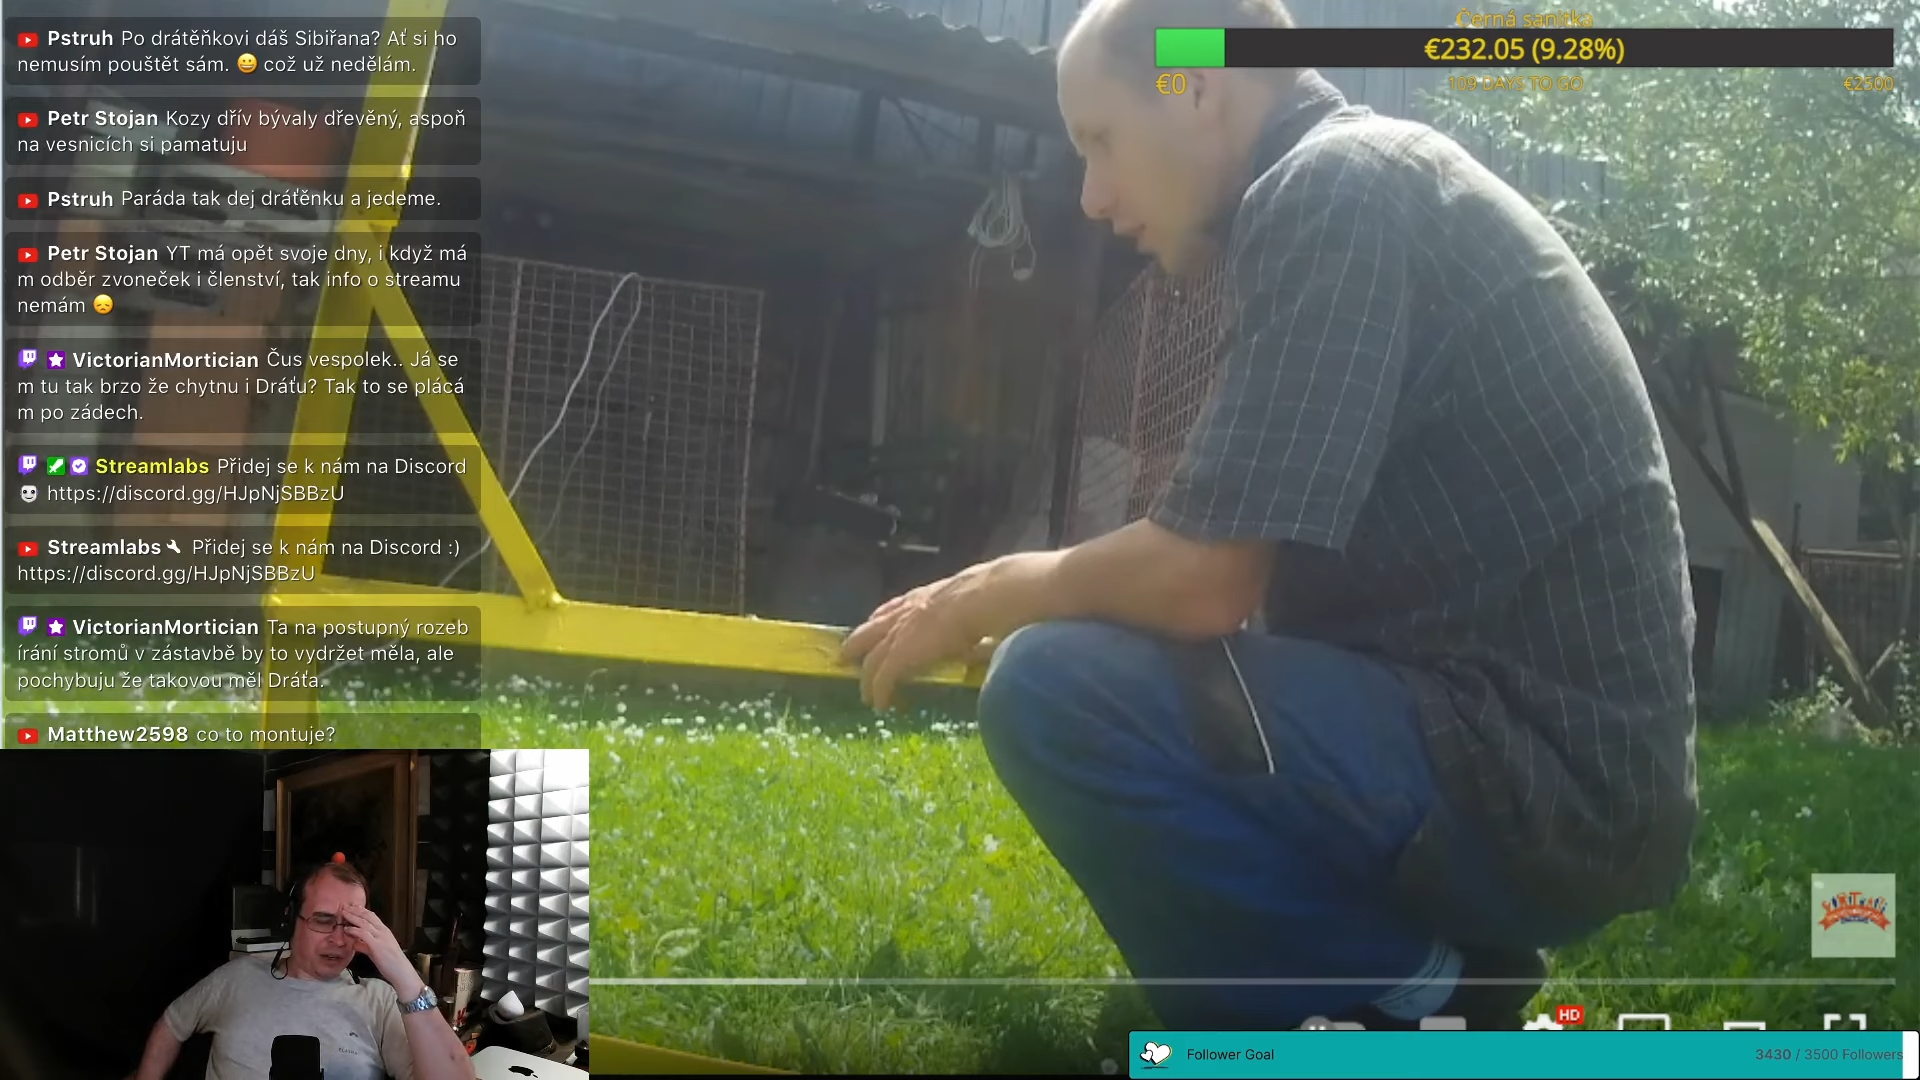 Pstruh Po drátěňkovi dáš Sibiřana? Ať si ho
nemusím pouštět sám. 😀 což už nedělám.
Petr Stojan Kozy dřív bývaly dřevěný, aspoň
na vesnicích si pamatuju
Pstruh Paráda tak dej dráťěnku a jedeme.
Petr Stojan YT má opět svoje dny, i když má
m odběr zvoneček i členství, tak info o streamu
nemám 😞
VictorianMortician Čus vespolek.. Já se
m tu tak brzo že chytnu i Dráťu? Tak to se plácá
m po zádech.
Streamlabs Přidej se k nám na Discord
https://discord.gg/HJpNjSBBzU
Streamlabs Přidej se k nám na Discord :)
https://discord.gg/HJpNjSBBzU
VictorianMortician Ta na postupný rozeb
írání stromů v zástavbě by to vydržet měla, ale
pochybuju že takovou měl Dráťa.
Matthew2598 co to montuje?
Černá sanitka
€232.05 (9.28%)
€0
109 DAYS TO GO
€2500
HD
Follower Goal
3430 / 3500 Followers